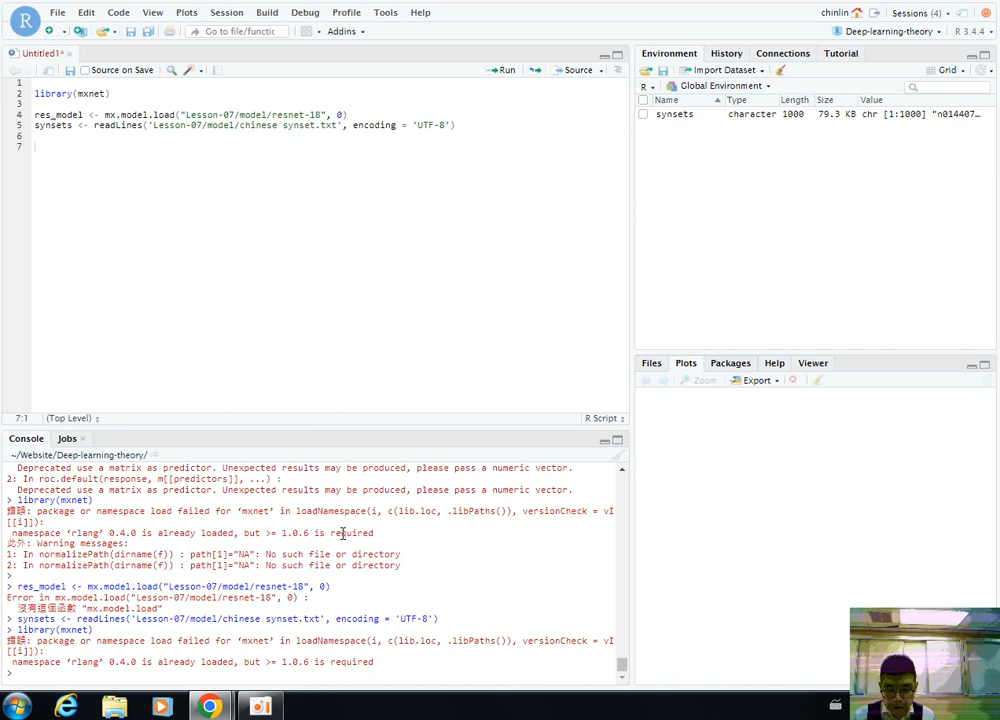 File Edit Code View Plots Session Build Debug Profile Tools Help
chinlin Sessions (4)
Go to file/functic Addins
Deep-learning-theory R 3.4.4
Untitled1*
Source on Save Run Source
1
2 library(mxnet)
3
4 res_model <- mx.model.load("Lesson-07/model/resnet-18", 0)
5 synsets <- readLines('Lesson-07/model/chinese synset.txt', encoding = 'UTF-8')
6
7
7:1 (Top Level) R Script
Console Jobs
~/Website/Deep-learning-theory/
Deprecated use a matrix as predictor. Unexpected results may be produced, please pass a numeric vector.
2: In roc.default(response, m[[predictors]], ...) :
Deprecated use a matrix as predictor. Unexpected results may be produced, please pass a numeric vector.
> library(mxnet)
錯誤: package or namespace load failed for ‘mxnet’ in loadNamespace(i, c(lib.loc, .libPaths()), versionCheck = vI
[[i]]):
namespace ‘rlang’ 0.4.0 is already loaded, but >= 1.0.6 is required
此外: Warning messages:
1: In normalizePath(dirname(f)) : path[1]="NA": No such file or directory
2: In normalizePath(dirname(f)) : path[1]="NA": No such file or directory
>
> res_model <- mx.model.load("Lesson-07/model/resnet-18", 0)
Error in mx.model.load("Lesson-07/model/resnet-18", 0) :
沒有這個函數 "mx.model.load"
> synsets <- readLines('Lesson-07/model/chinese synset.txt', encoding = 'UTF-8')
> library(mxnet)
錯誤: package or namespace load failed for ‘mxnet’ in loadNamespace(i, c(lib.loc, .libPaths()), versionCheck = vI
[[i]]):
namespace ‘rlang’ 0.4.0 is already loaded, but >= 1.0.6 is required
>
Environment History Connections Tutorial
Import Dataset Grid
R Global Environment
Name Type Length Size Value
synsets character 1000 79.3 KB chr [1:1000] "n014407…
Files Plots Packages Help Viewer
Zoom Export